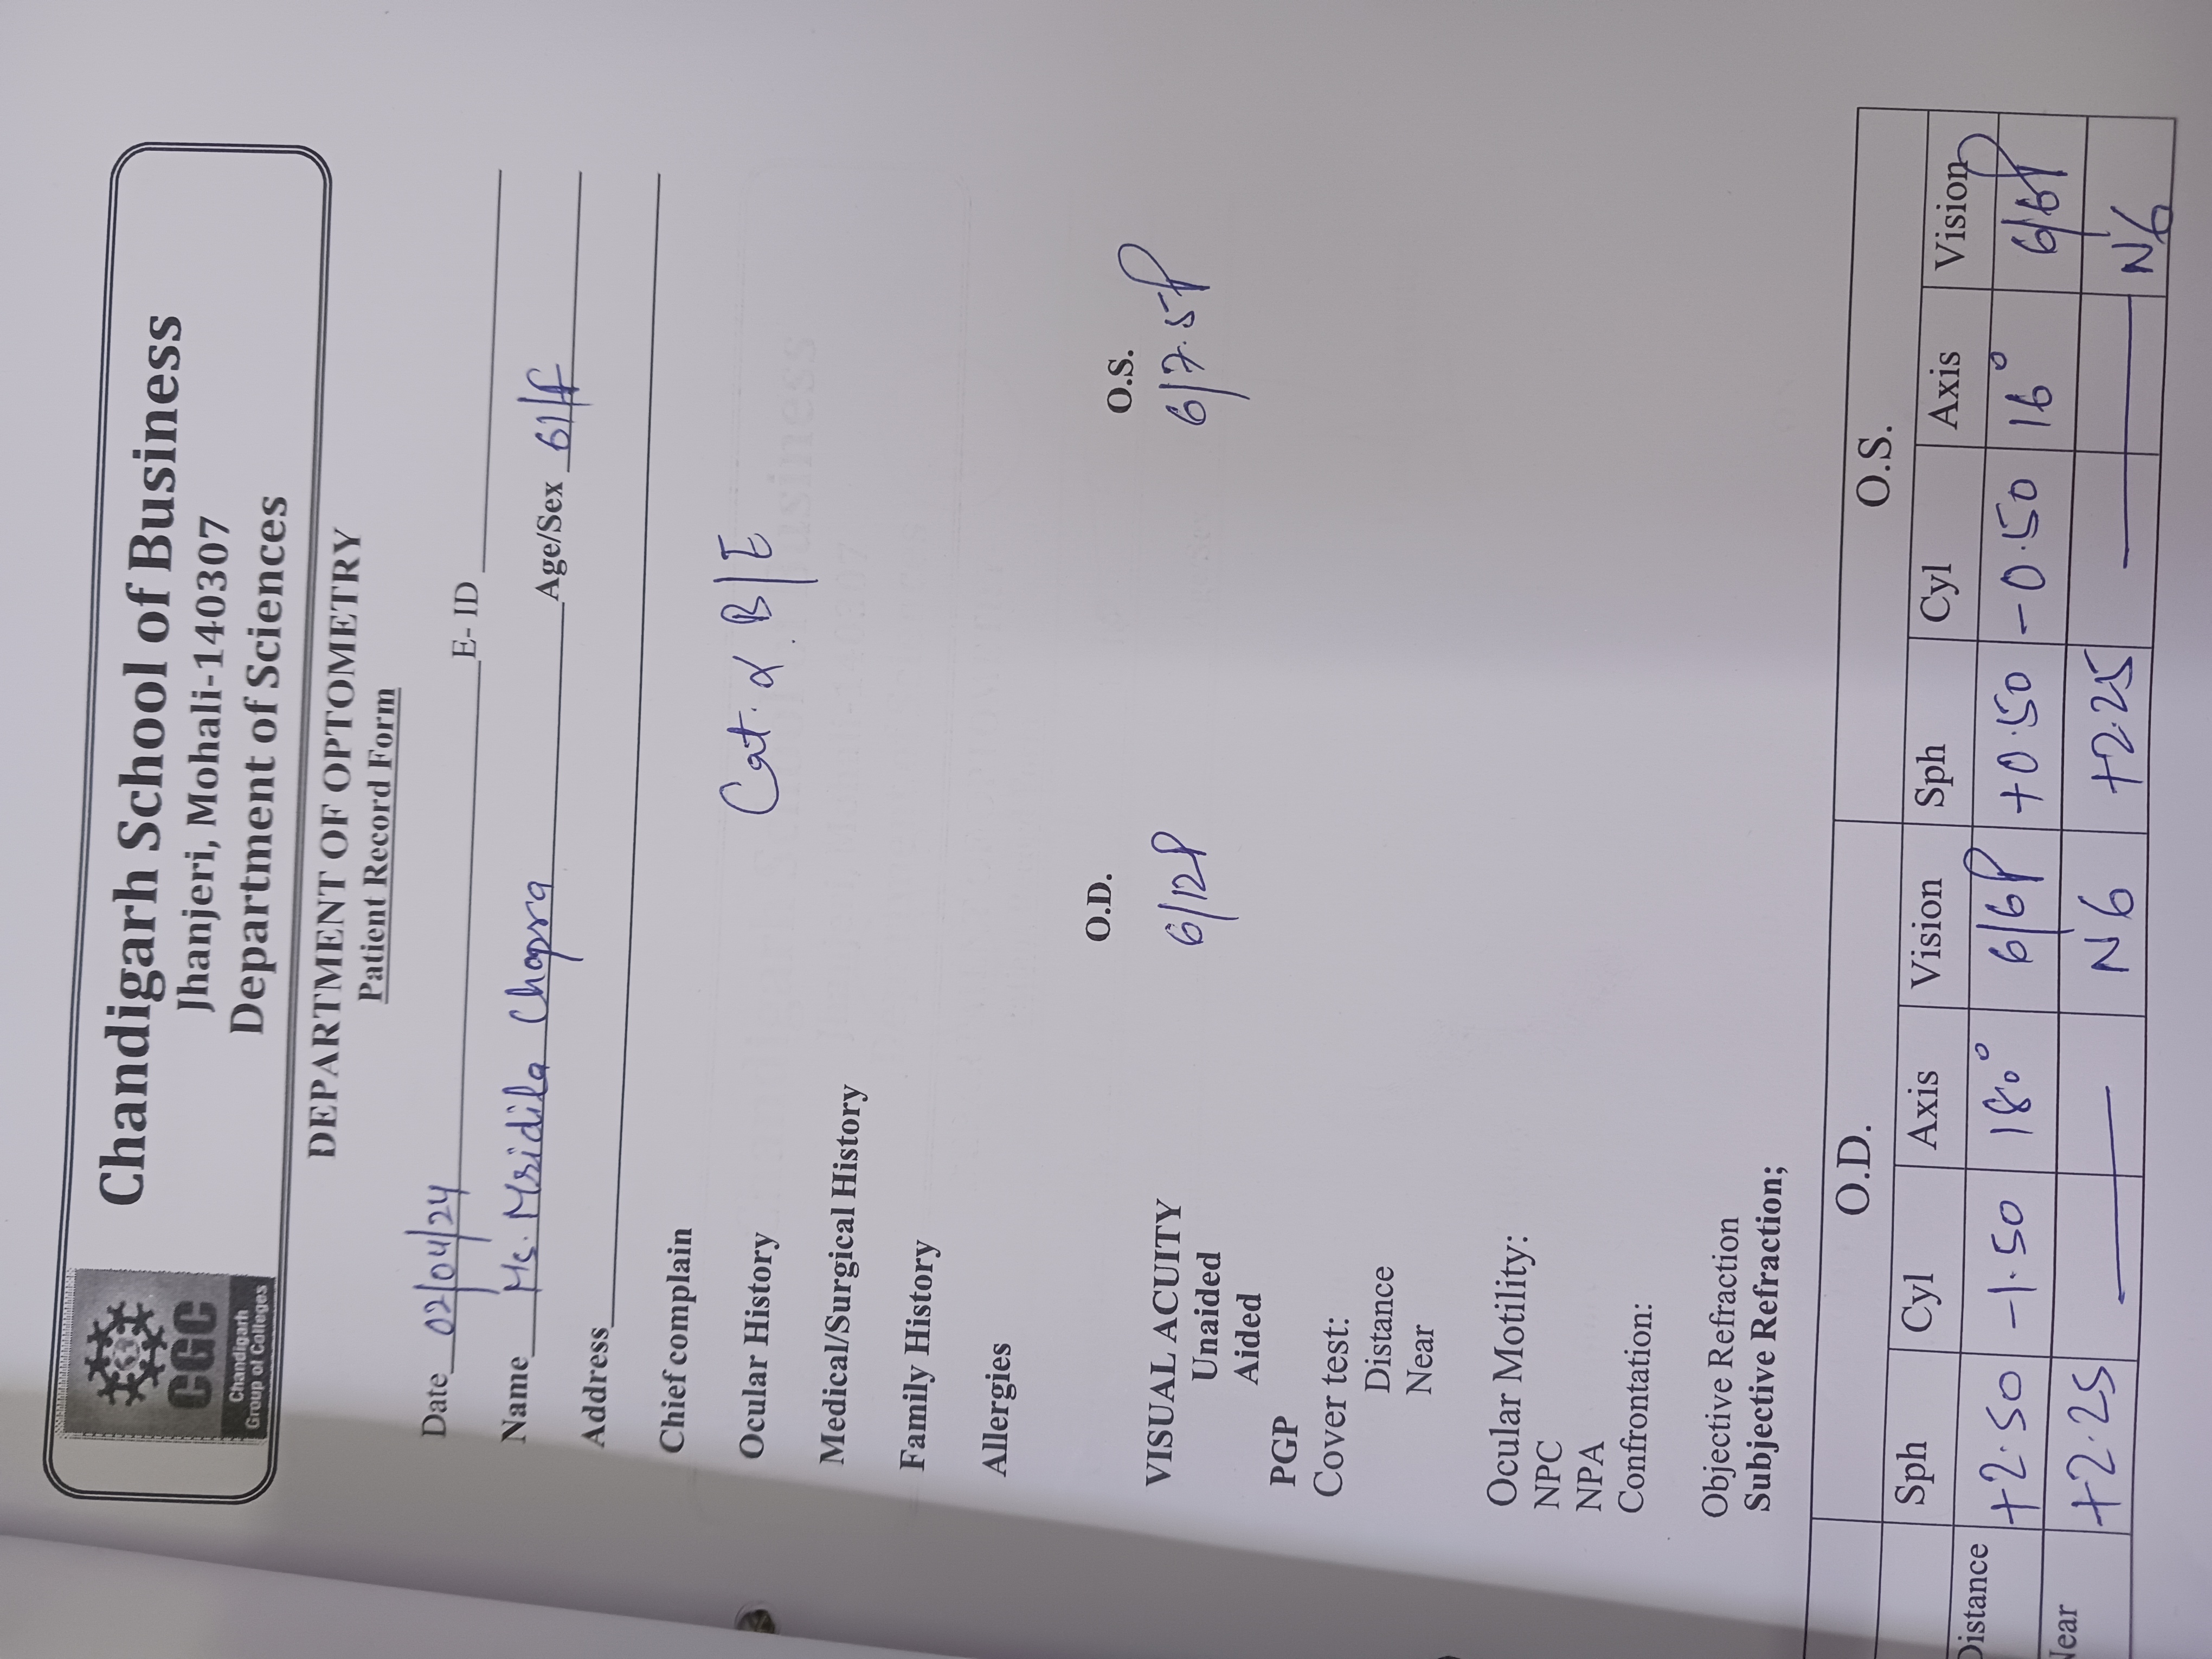 CGC
Chandigarh
Group of Colleges
Chandigarh School of Business
Jhanjeri, Mohali-140307
Department of Sciences
DEPARTMENT OF OPTOMETRY
Patient Record Form
Date 02/04/24 E- ID
Name Ms. Mridila Chopra Age/Sex 61/F
Address
Chief complain
Ocular History Cat. B/E
Medical/Surgical History
Family History
Allergies
O.D. O.S.
VISUAL ACUITY 6/12P 6/7.5P
Unaided
Aided
PGP
Cover test:
Distance
Near
Ocular Motility:
NPC
NPA
Confrontation:
Objective Refraction
Subjective Refraction;
O.D. O.S.
Sph Cyl Axis Vision Sph Cyl Axis Vision
Distance +2.50 -1.50 180° 6/6P +0.50 -0.50 16° 6/6P
Near +2.25 N6 +2.25 N6